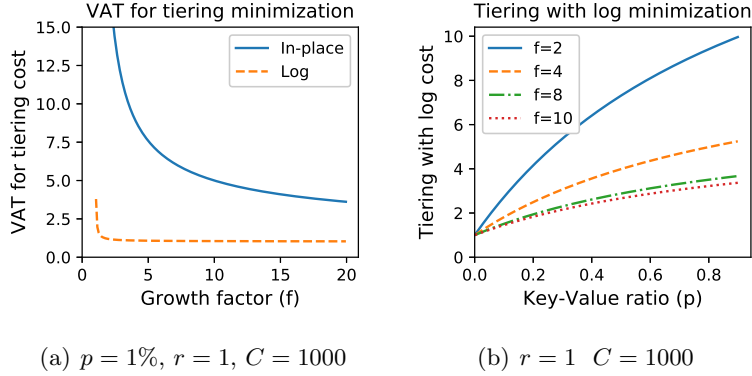 VAT for tiering minimization
VAT for tiering cost
15.0
12.5
10.0
7.5
5.0
2.5
0.0
In-place
Log
0
5
10
15
20
Growth factor (f)
(a) p = 1%, r = 1, C = 1000
Tiering with log minimization
Tiering with log cost
10
8
6
4
2
0
f=2
f=4
f=8
f=10
0.0
0.2
0.4
0.6
0.8
Key-Value ratio (p)
(b) r = 1 C = 1000